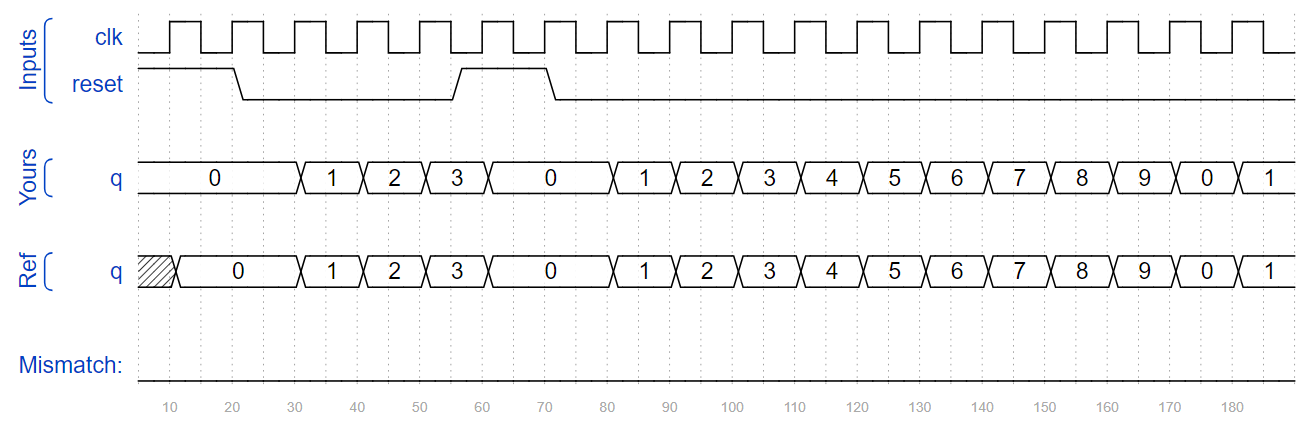 Inputs
clk
reset
Yours
q 0 1 2 3 0 1 2 3 4 5 6 7 8 9 0 1
Ref
q 0 1 2 3 0 1 2 3 4 5 6 7 8 9 0 1
Mismatch:
10 20 30 40 50 60 70 80 90 100 110 120 130 140 150 160 170 180